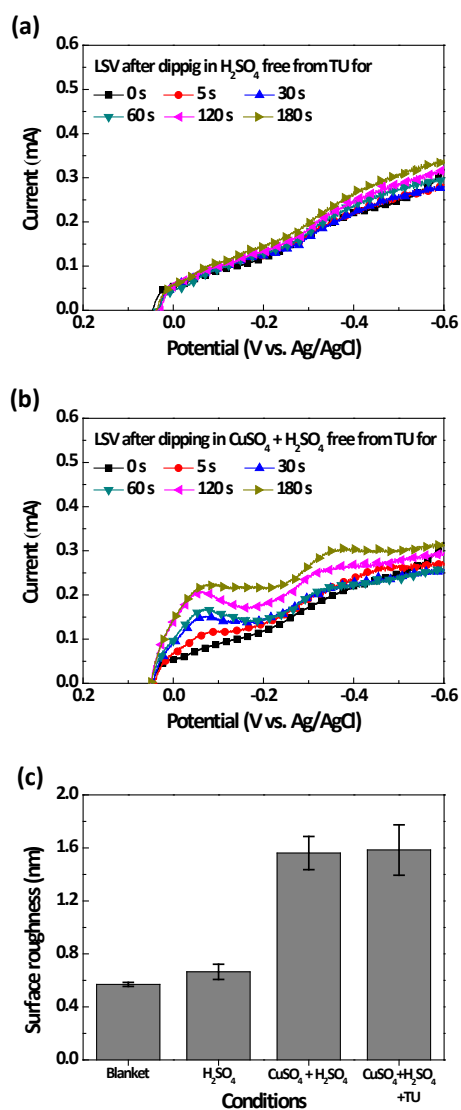 (a)
LSV after dippig in H₂SO₄ free from TU for
0 s 5 s 30 s
60 s 120 s 180 s
Current (mA)
0.6
0.5
0.4
0.3
0.2
0.1
0.0
0.2 0.0 -0.2 -0.4 -0.6
Potential (V vs. Ag/AgCl)
(b)
LSV after dipping in CuSO₄ + H₂SO₄ free from TU for
0 s 5 s 30 s
60 s 120 s 180 s
Current (mA)
0.6
0.5
0.4
0.3
0.2
0.1
0.0
0.2 0.0 -0.2 -0.4 -0.6
Potential (V vs. Ag/AgCl)
(c)
Surface roughness (nm)
2.0
1.6
1.2
0.8
0.4
0.0
Blanket H₂SO₄ CuSO₄ + H₂SO₄ CuSO₄+H₂SO₄
+TU
Conditions